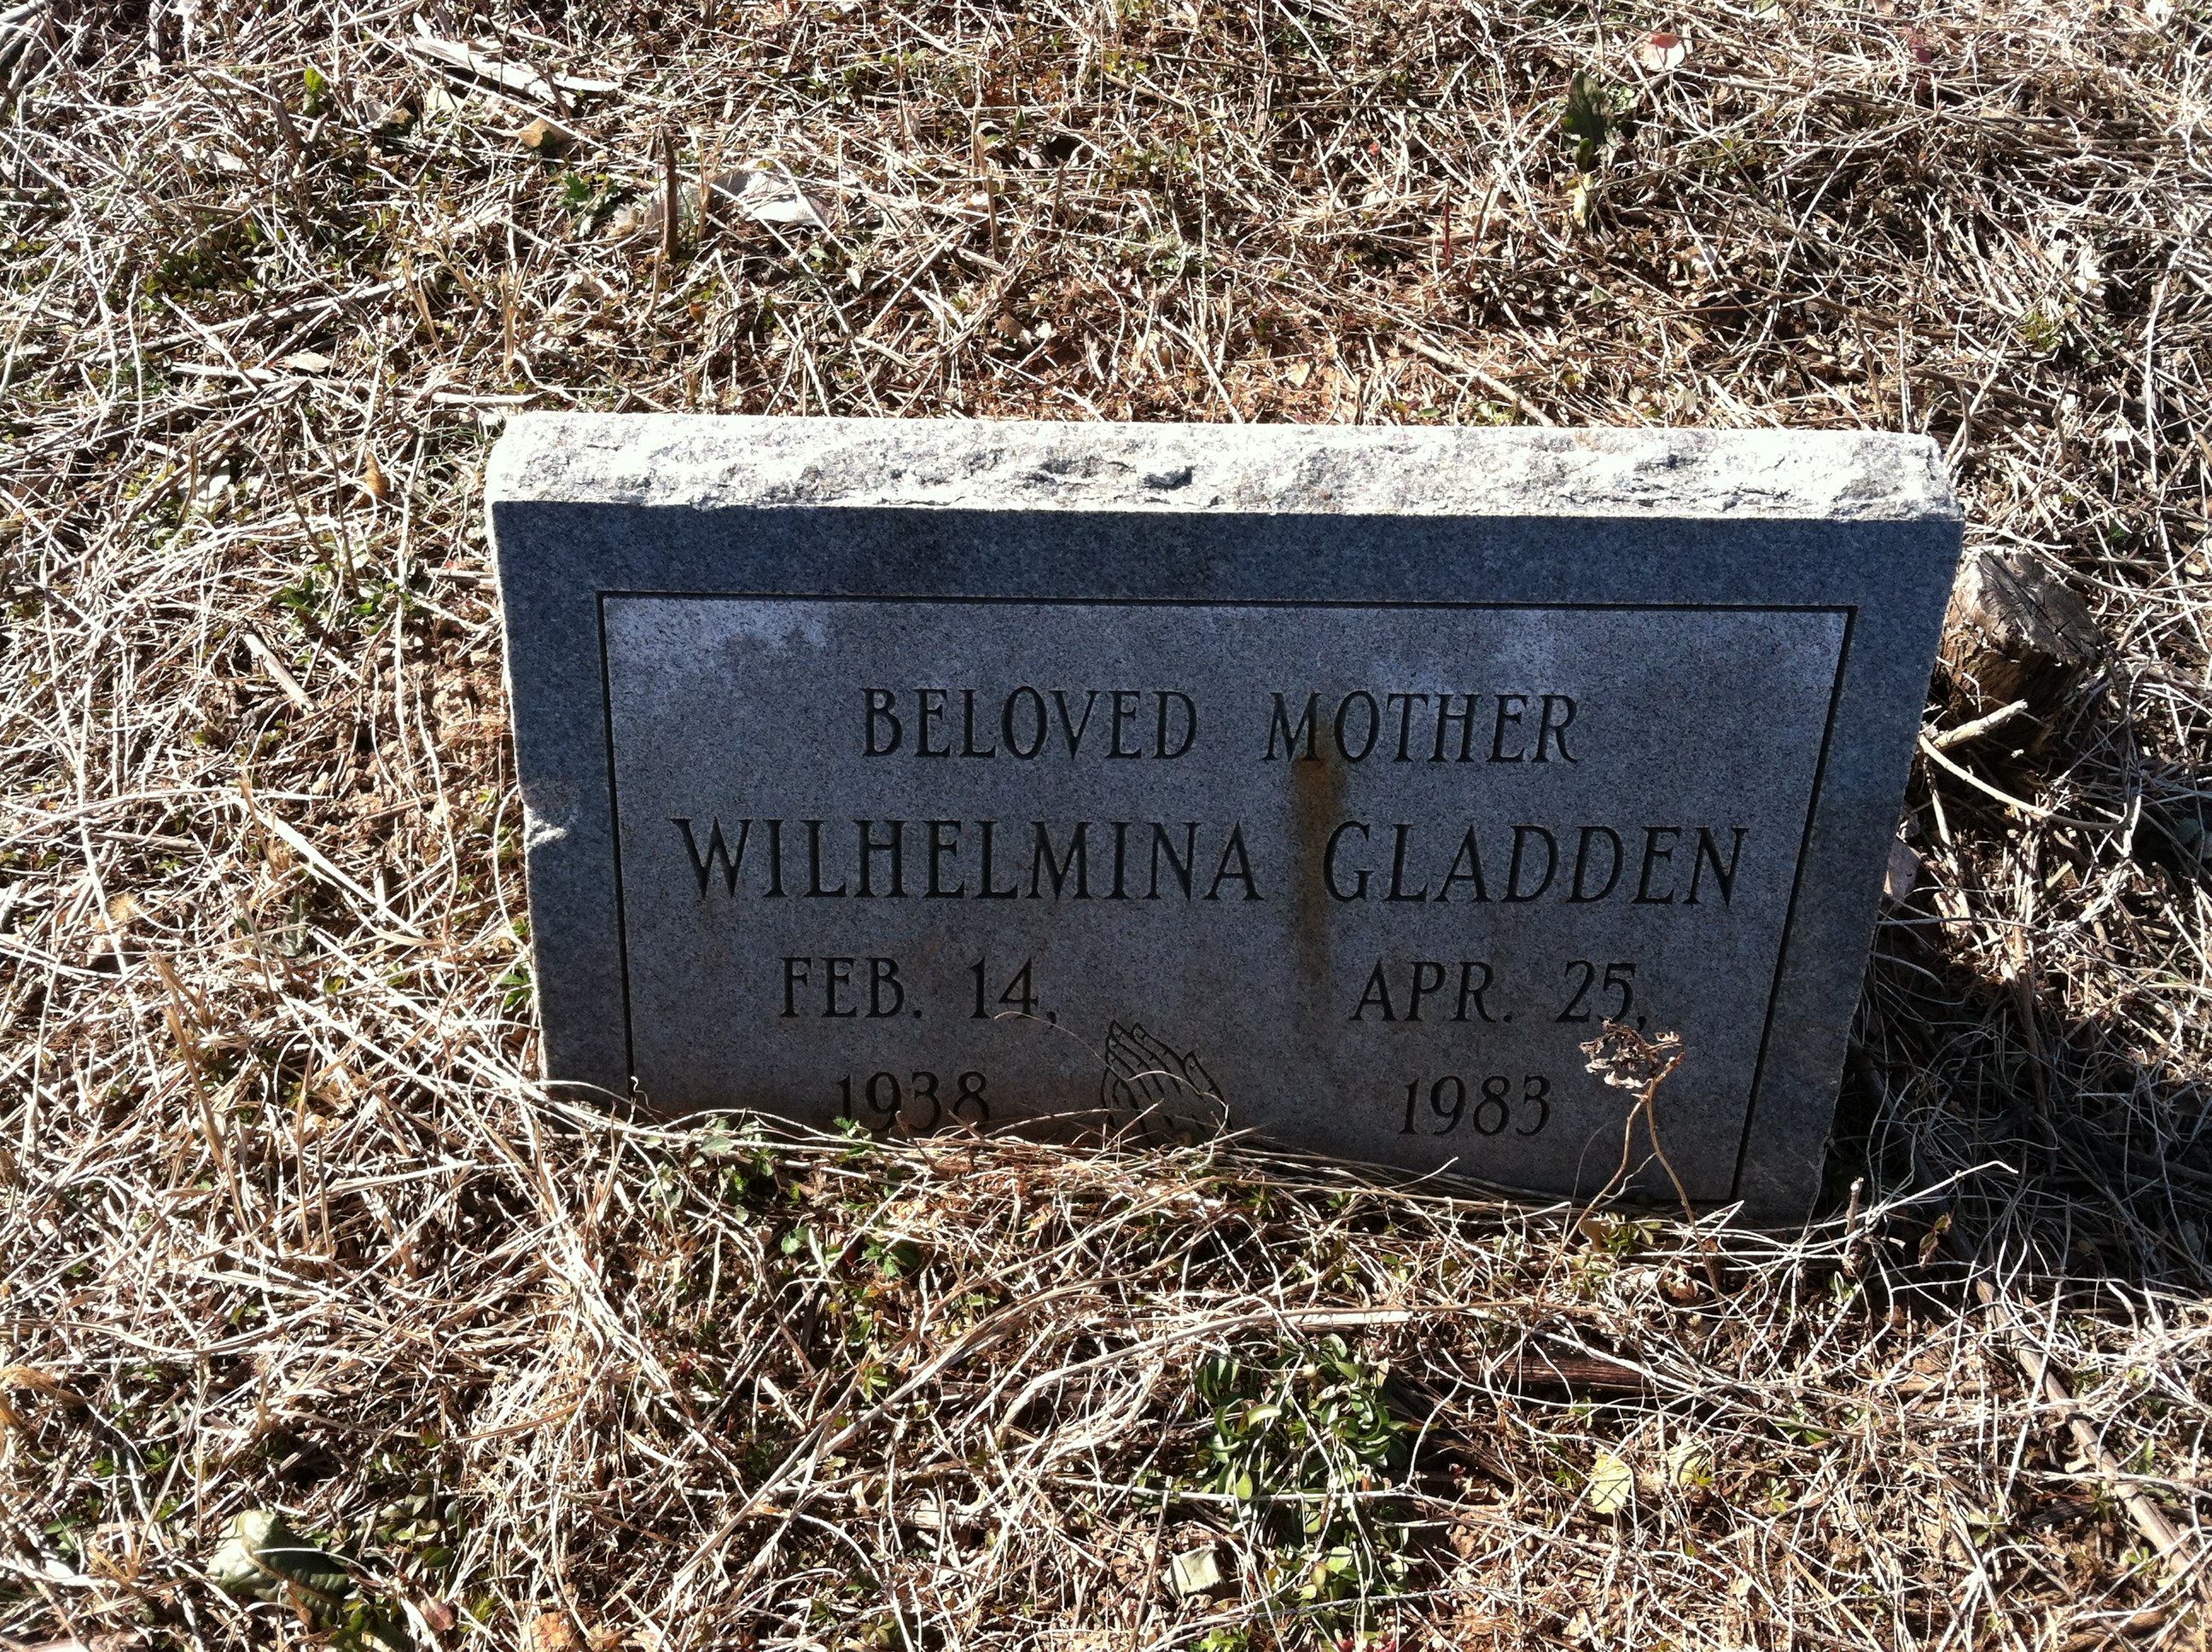 BELOVED MOTHER
WILHELMINA GLADDEN
FEB. 14, APR. 25,
1938 1983